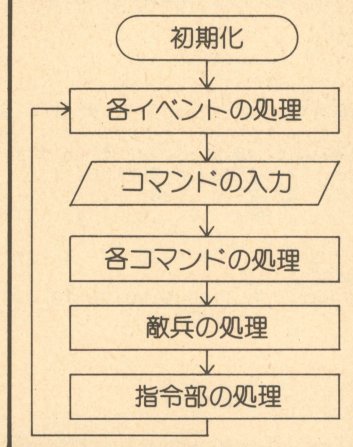 初期化
各イベントの処理
コマンドの入力
各コマンドの処理
敵兵の処理
指令部の処理